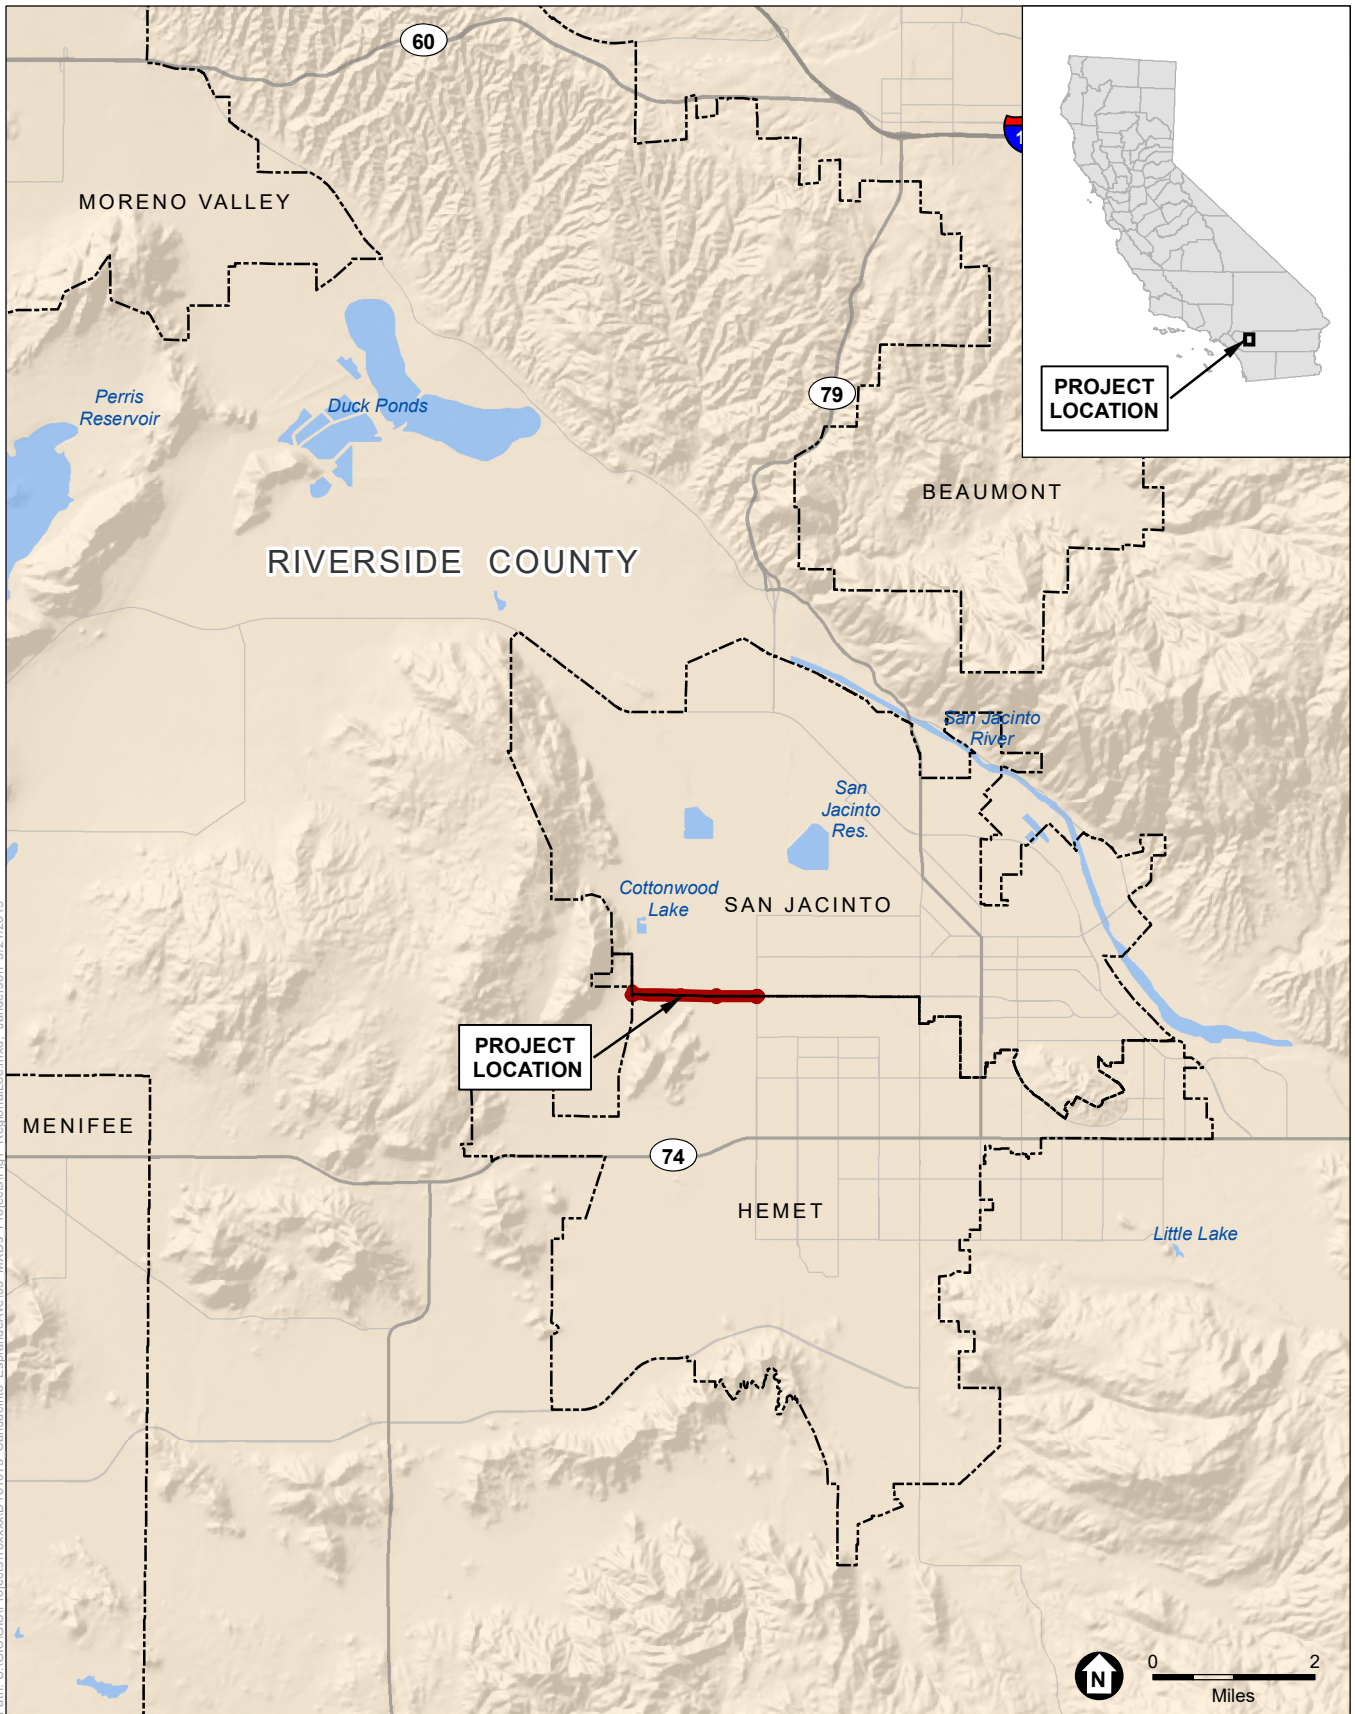 60
1
MORENO VALLEY
PROJECT
LOCATION
Perris
Reservoir
Duck Ponds
79
BEAUMONT
RIVERSIDE COUNTY
San Jacinto
River
San
Jacinto
Res.
Cottonwood
Lake
SAN JACINTO
PROJECT
LOCATION
MENIFEE
74
HEMET
Little Lake
N
0 2
Miles